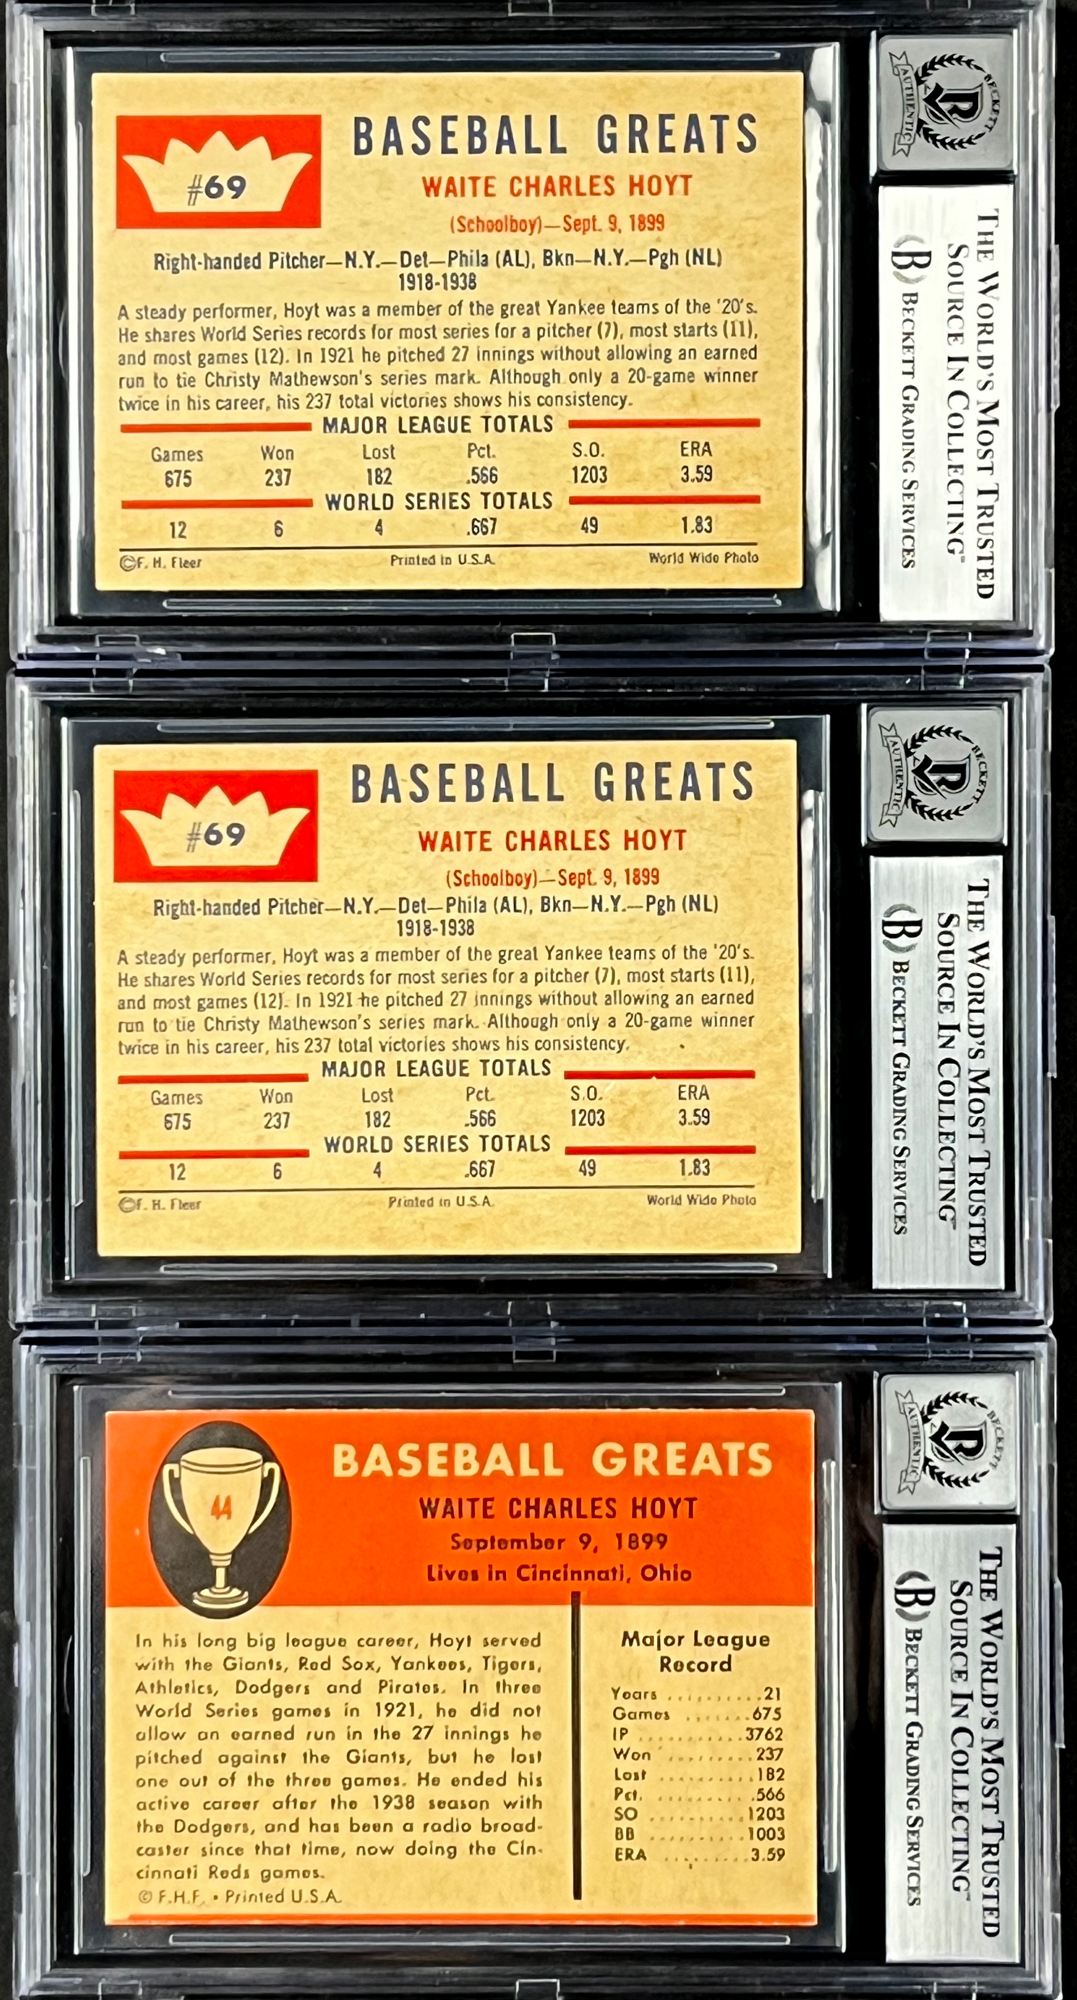 #69
BASEBALL GREATS
WAITE CHARLES HOYT
(Schoolboy)—Sept. 9, 1899
Right-handed Pitcher—N.Y.—Det—Phila (AL), Bkn—N.Y.—Pgh (NL)
1918-1938
A steady performer, Hoyt was a member of the great Yankee teams of the '20's.
He shares World Series records for most series for a pitcher (7), most starts (11),
and most games (12). In 1921 he pitched 27 innings without allowing an earned
run to tie Christy Mathewson's series mark. Although only a 20-game winner
twice in his career, his 237 total victories shows his consistency.
MAJOR LEAGUE TOTALS
Games Won Lost Pct. S.O. ERA
675 237 182 .566 1203 3.59
WORLD SERIES TOTALS
12 6 4 .667 49 1.83
©F. H. Fleer Printed in U.S.A. World Wide Photo
BECKETT
AUTHENTIC
THE WORLD'S MOST TRUSTED
SOURCE IN COLLECTING™
(B) BECKETT GRADING SERVICES
#69
BASEBALL GREATS
WAITE CHARLES HOYT
(Schoolboy)—Sept. 9, 1899
Right-handed Pitcher—N.Y.—Det—Phila (AL), Bkn—N.Y.—Pgh (NL)
1918-1938
A steady performer, Hoyt was a member of the great Yankee teams of the '20's.
He shares World Series records for most series for a pitcher (7), most starts (11),
and most games (12). In 1921 he pitched 27 innings without allowing an earned
run to tie Christy Mathewson's series mark. Although only a 20-game winner
twice in his career, his 237 total victories shows his consistency.
MAJOR LEAGUE TOTALS
Games Won Lost Pct. S.O. ERA
675 237 182 .566 1203 3.59
WORLD SERIES TOTALS
12 6 4 .667 49 1.83
©F. H. Fleer Printed in U.S.A. World Wide Photo
BECKETT
AUTHENTIC
THE WORLD'S MOST TRUSTED
SOURCE IN COLLECTING™
(B) BECKETT GRADING SERVICES
44
BASEBALL GREATS
WAITE CHARLES HOYT
September 9, 1899
Lives in Cincinnati, Ohio
In his long big league career, Hoyt served
with the Giants, Red Sox, Yankees, Tigers,
Athletics, Dodgers and Pirates. In three
World Series games in 1921, he did not
allow an earned run in the 27 innings he
pitched against the Giants, but he lost
one out of the three games. He ended his
active career after the 1938 season with
the Dodgers, and has been a radio broad-
caster since that time, now doing the Cin-
cinnati Reds games.
© F.H.F. • Printed U.S.A.
Major League
Record
Years ..........21
Games .......675
IP ...........3762
Won ..........237
Lost ..........182
Pct. ..........566
SO ...........1203
BB ..........1003
ERA .........3.59
BECKETT
AUTHENTIC
THE WORLD'S MOST TRUSTED
SOURCE IN COLLECTING™
(B) BECKETT GRADING SERVICES